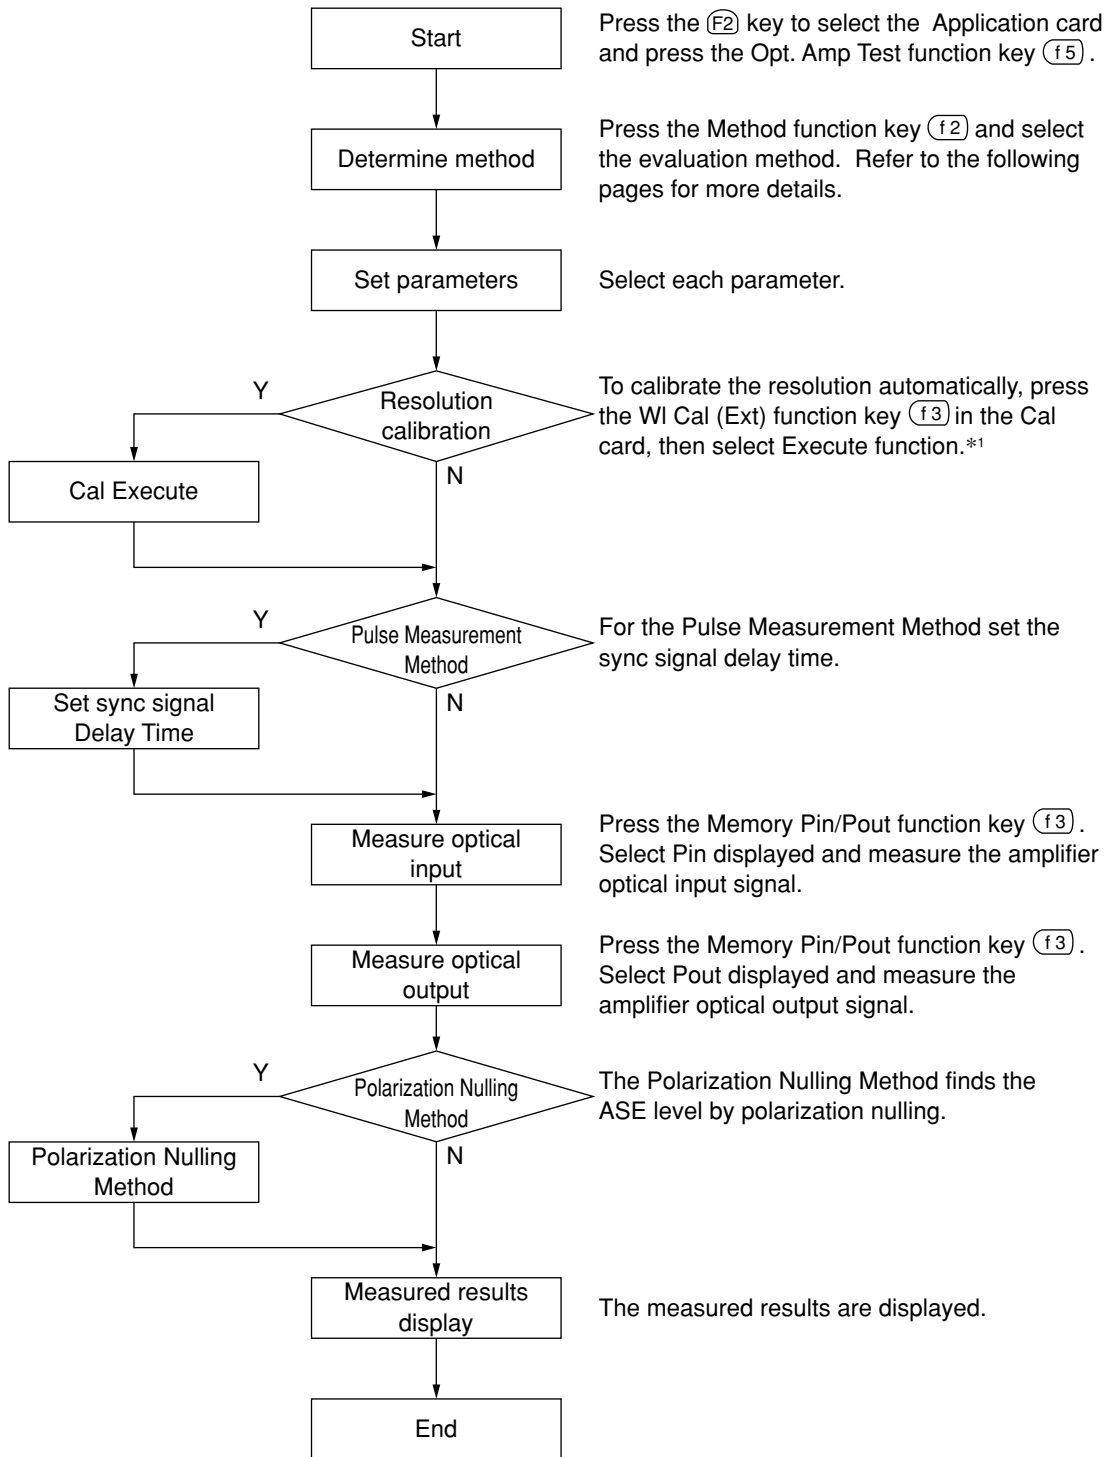 Start
Press the F2 key to select the Application card
and press the Opt. Amp Test function key f 5 .
Determine method
Press the Method function key f 2 and select
the evaluation method. Refer to the following
pages for more details.
Set parameters
Select each parameter.
Y
Resolution
calibration
N
To calibrate the resolution automatically, press
the Wl Cal (Ext) function key f 3 in the Cal
card, then select Execute function.*1
Cal Execute
Y
Pulse Measurement
Method
N
For the Pulse Measurement Method set the
sync signal delay time.
Set sync signal
Delay Time
Measure optical
input
Press the Memory Pin/Pout function key f 3 .
Select Pin displayed and measure the amplifier
optical input signal.
Measure optical
output
Press the Memory Pin/Pout function key f 3 .
Select Pout displayed and measure the
amplifier optical output signal.
Y
Polarization Nulling
Method
N
The Polarization Nulling Method finds the
ASE level by polarization nulling.
Polarization Nulling
Method
Measured results
display
The measured results are displayed.
End